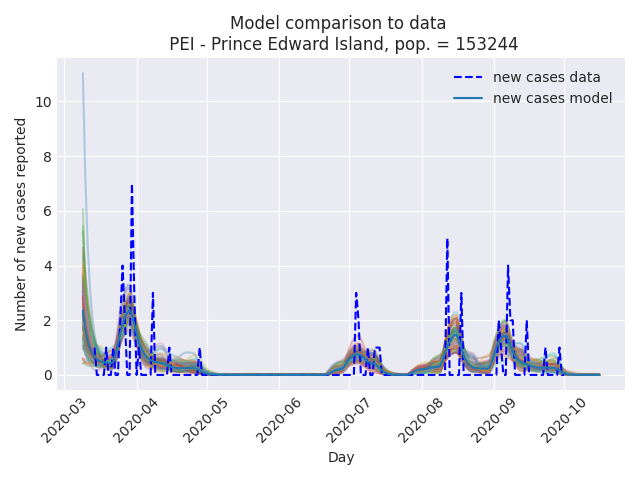 Model comparison to data
PEI - Prince Edward Island, pop. = 153244
new cases data
new cases model
Number of new cases reported
10
8
6
4
2
0
2020-03
2020-04
2020-05
2020-06
2020-07
2020-08
2020-09
2020-10
Day